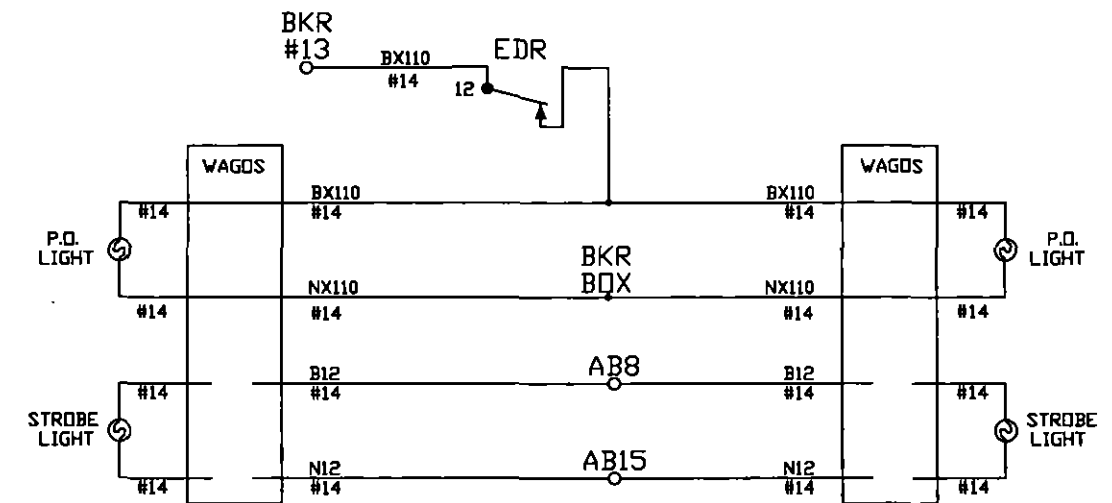 BKR
#13
BX110
#14
EDR
12
WAGOS
WAGOS
#14
BX110
#14
BX110
#14
#14
P.O.
LIGHT
P.O.
LIGHT
BKR
BOX
#14
NX110
#14
NX110
#14
#14
#14
B12
#14
AB8
B12
#14
#14
STROBE
LIGHT
STROBE
LIGHT
#14
N12
#14
AB15
N12
#14
#14